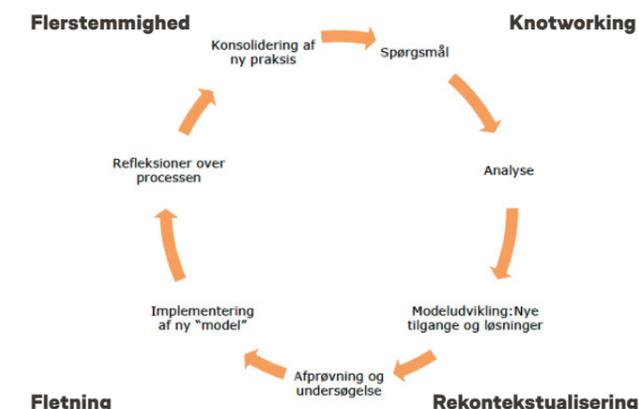 Flerstemmighed
Knotworking
Konsolidering af
ny praksis
Spørgsmål
Analyse
Modeludvikling:Nye
tilgange og løsninger
Afprøvning og
undersøgelse
Implementering
af ny "model"
Refleksioner over
processen
Fletning
Rekontekstualisering